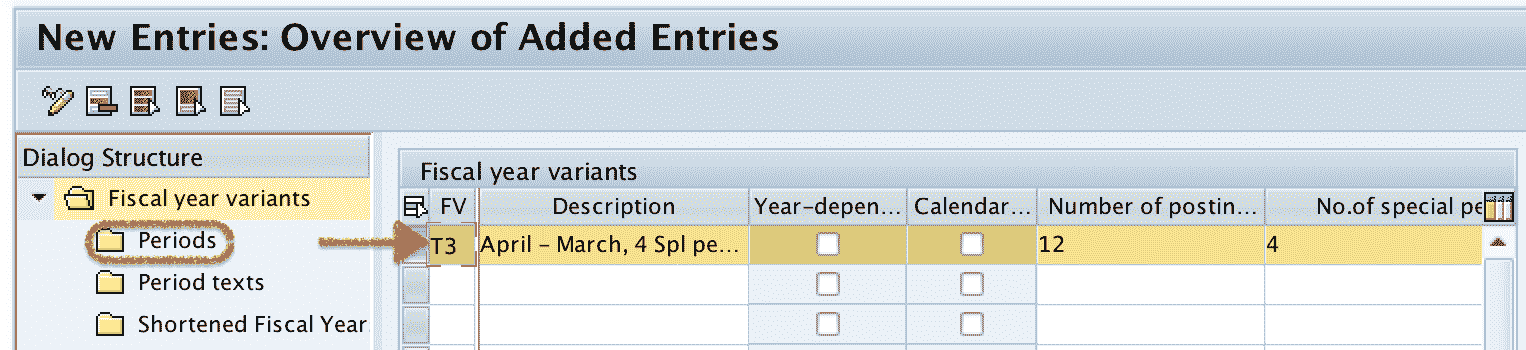 New Entries: Overview of Added Entries
Dialog Structure
Fiscal year variants
Periods
Period texts
Shortened Fiscal Year
Fiscal year variants
FV Description Year-depen... Calendar... Number of postin... No.of special pe
T3 April - March, 4 Spl pe... 12 4